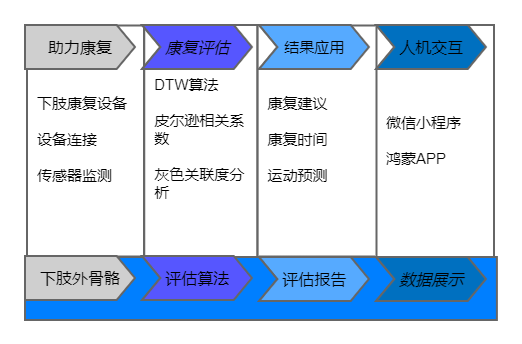 助力康复
康复评估
结果应用
人机交互
下肢康复设备
设备连接
传感器监测
DTW算法
皮尔逊相关系
数
灰色关联度分
析
康复建议
康复时间
运动预测
微信小程序
鸿蒙APP
下肢外骨骼
评估算法
评估报告
数据展示